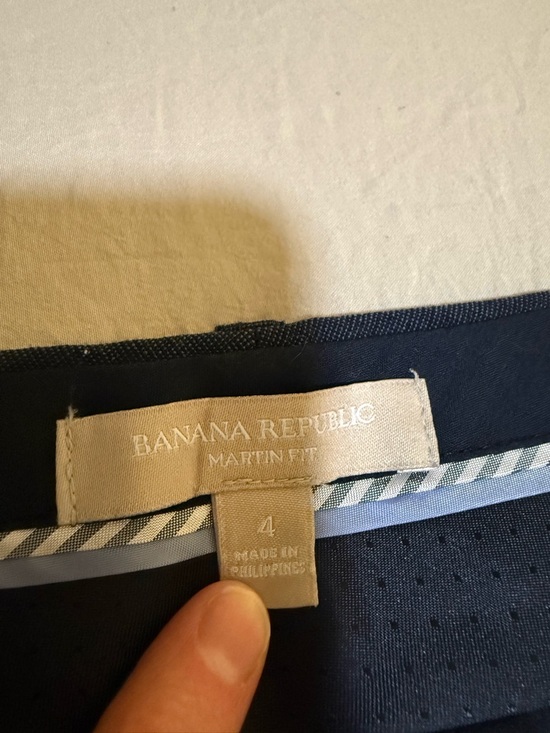 BANANA REPUBLIC
MARTIN FIT
4
MADE IN
PHILIPPINES